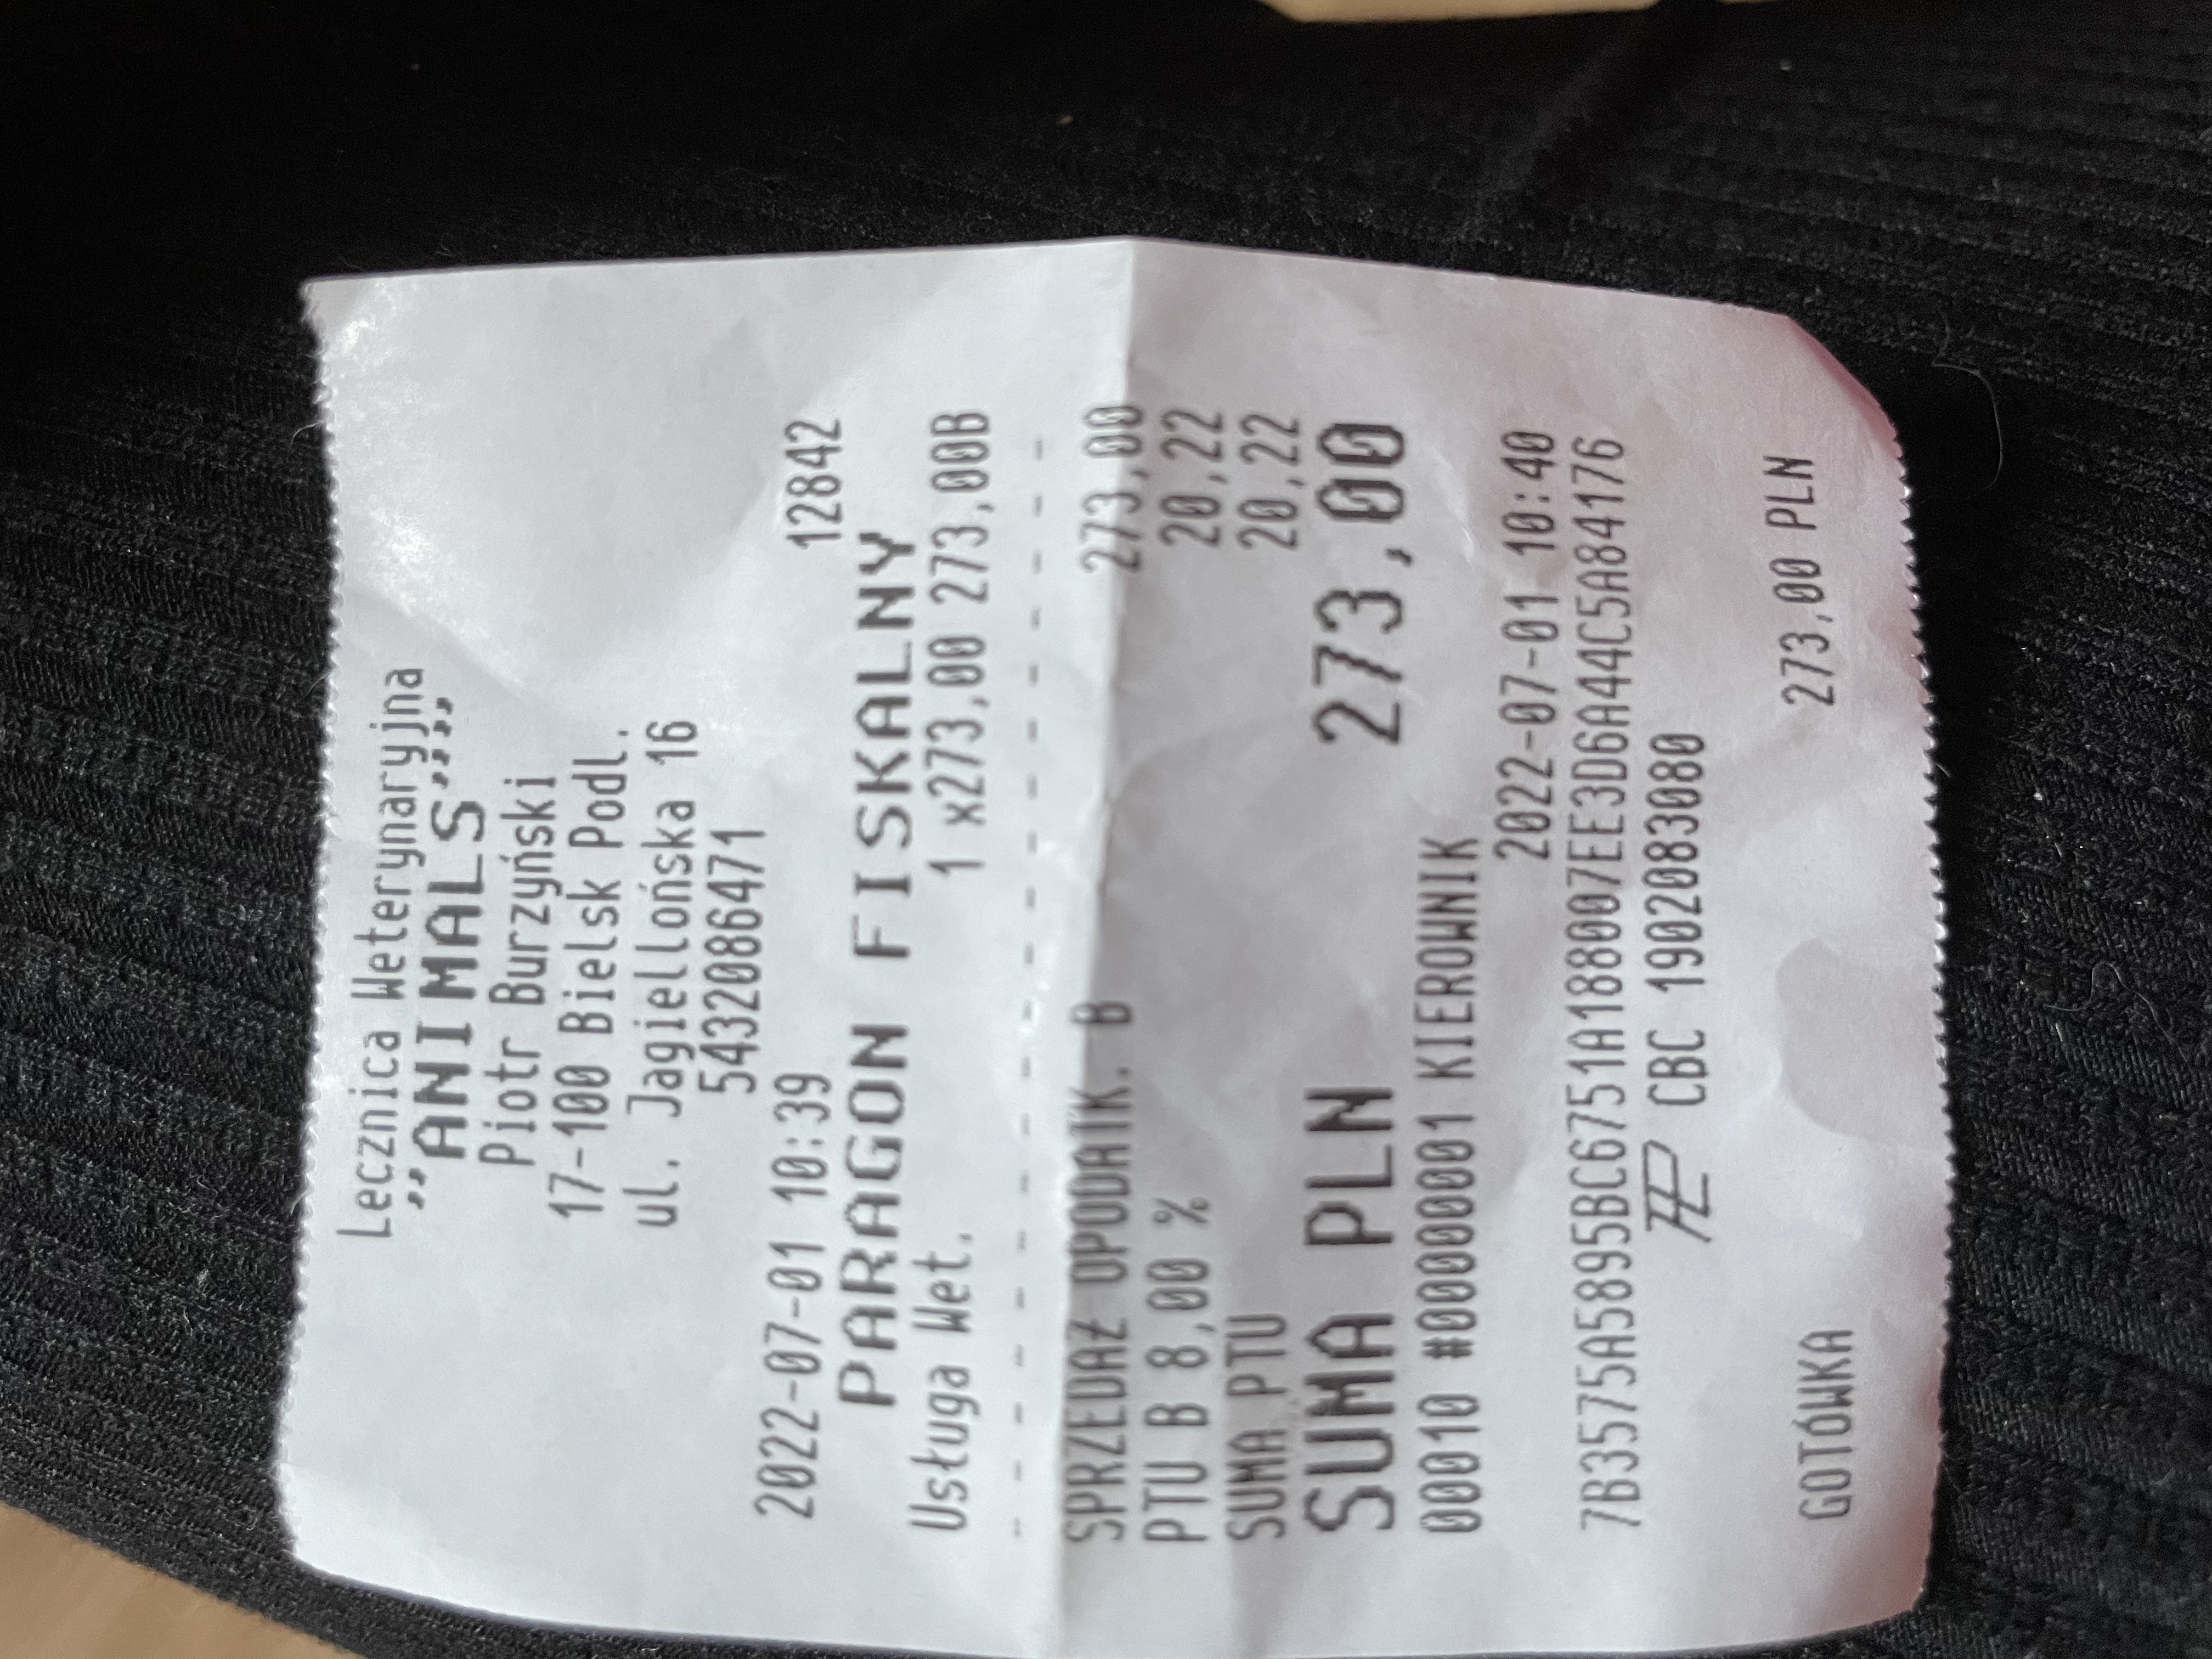 Lecznica Weterynaryjna
,,ANIMALS,,,,
Piotr Burzyński
17-100 Bielsk Podl.
ul. Jagiellońska 16
5432086471
2022-07-01 10:39 12842
PARAGON FISKALNY
Usługa Wet. 1 x273,00 273,00B
- - - - - - - - - - - - - - - - - - - -
SPRZEDAŻ OPODATK. B 273,00
PTU B 8,00 % 20,22
SUMA PTU 20,22
SUMA PLN 273,00
00010 #0000001 KIEROWNIK
2022-07-01 10:40
7B3575A5895BC6751A18807EE3D6A44C5A84176
CBC 1902083080
GOTÓWKA 273,00 PLN